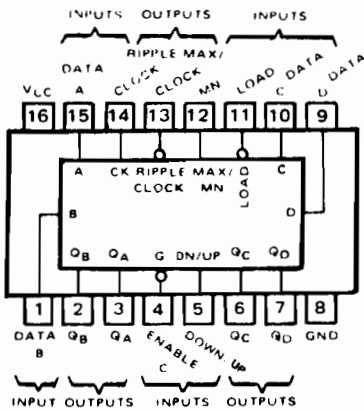 INPUTS OUTPUTS INPUTS
RIPPLE MAX/
DATA CLOCK CLOCK MN LOAD DATA DATA
VCC A C D
16 15 14 13 12 11 10 9
A CK RIPPLE MAX/ LOAD C
CLOCK MN
B D
QB QA G DN/UP QC QD
1 2 3 4 5 6 7 8
DATA QB QA ENABLE DOWN/UP QC QD GND
B G
INPUT OUTPUTS INPUTS OUTPUTS